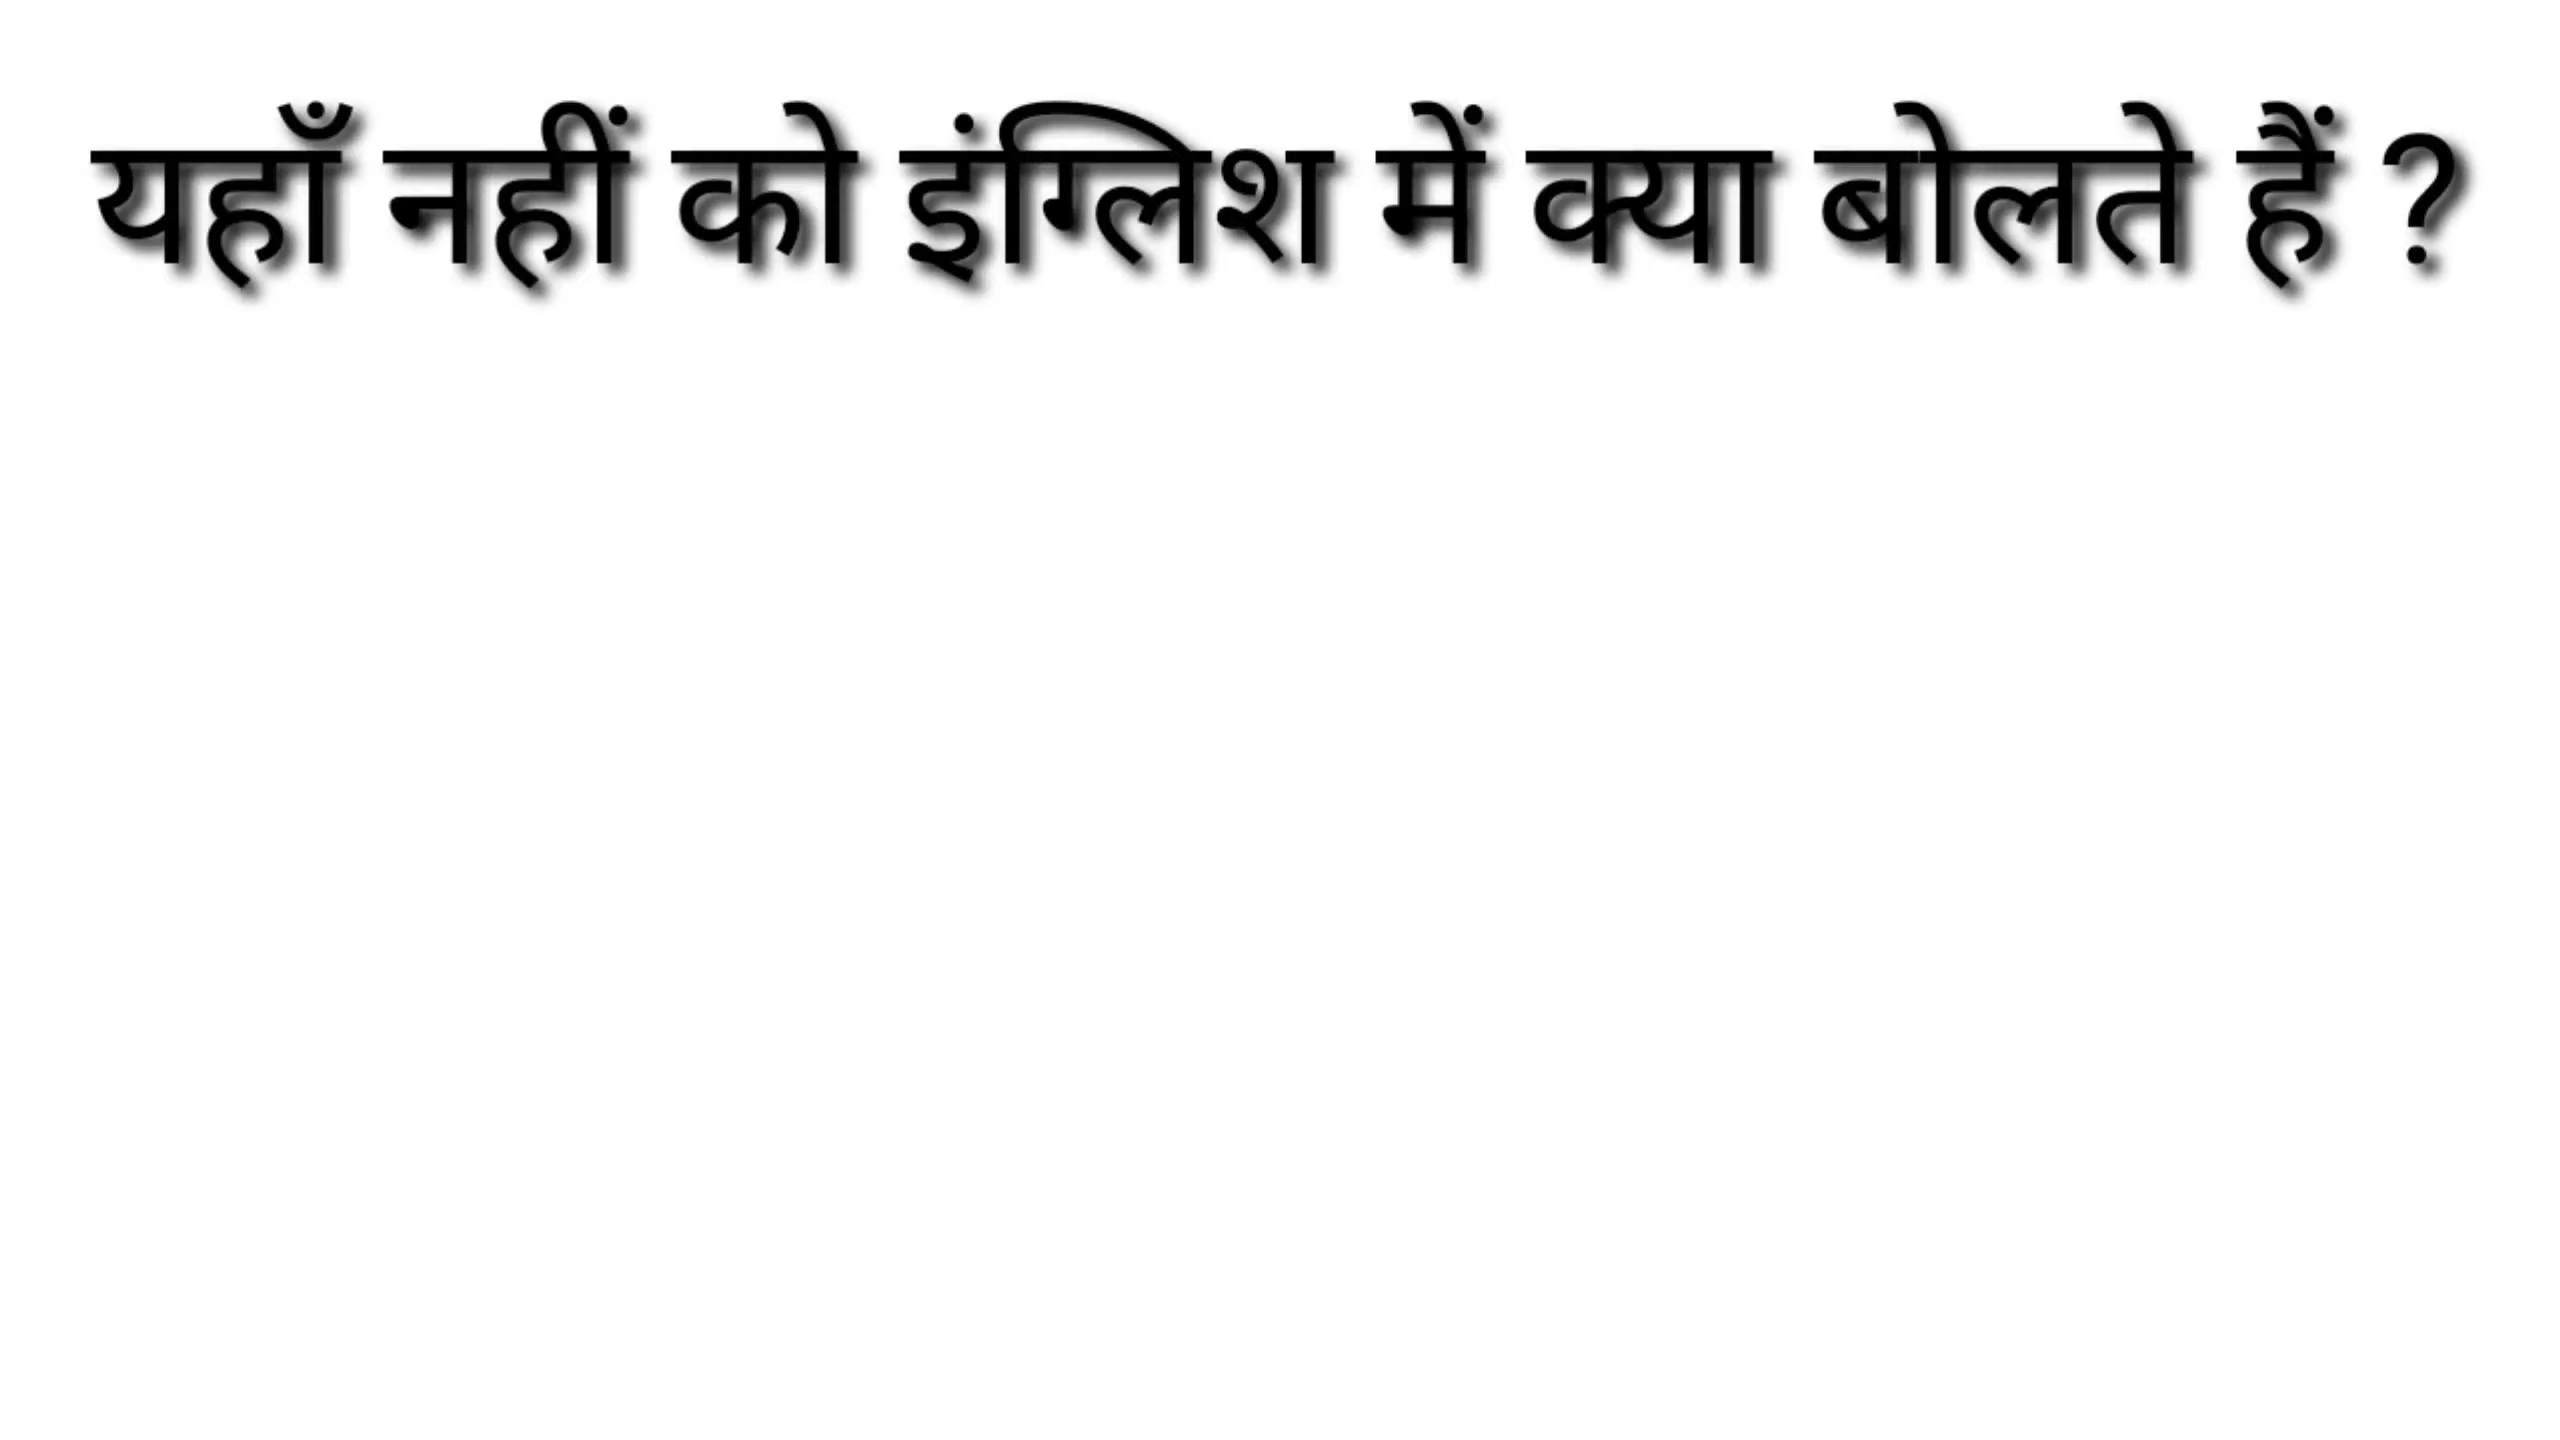 यहाँ नहीं को इंग्लिश में क्या बोलते हैं ?